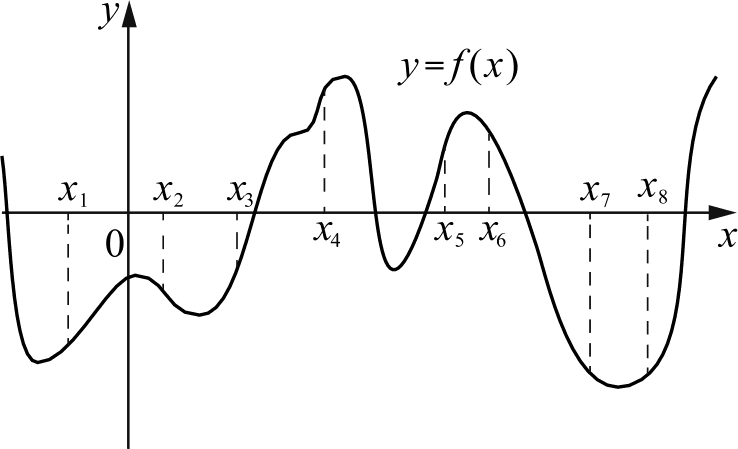 y
y=f(x)
x₁ x₂ x₃ x₇ x₈
0 x₄ x₅ x₆ x